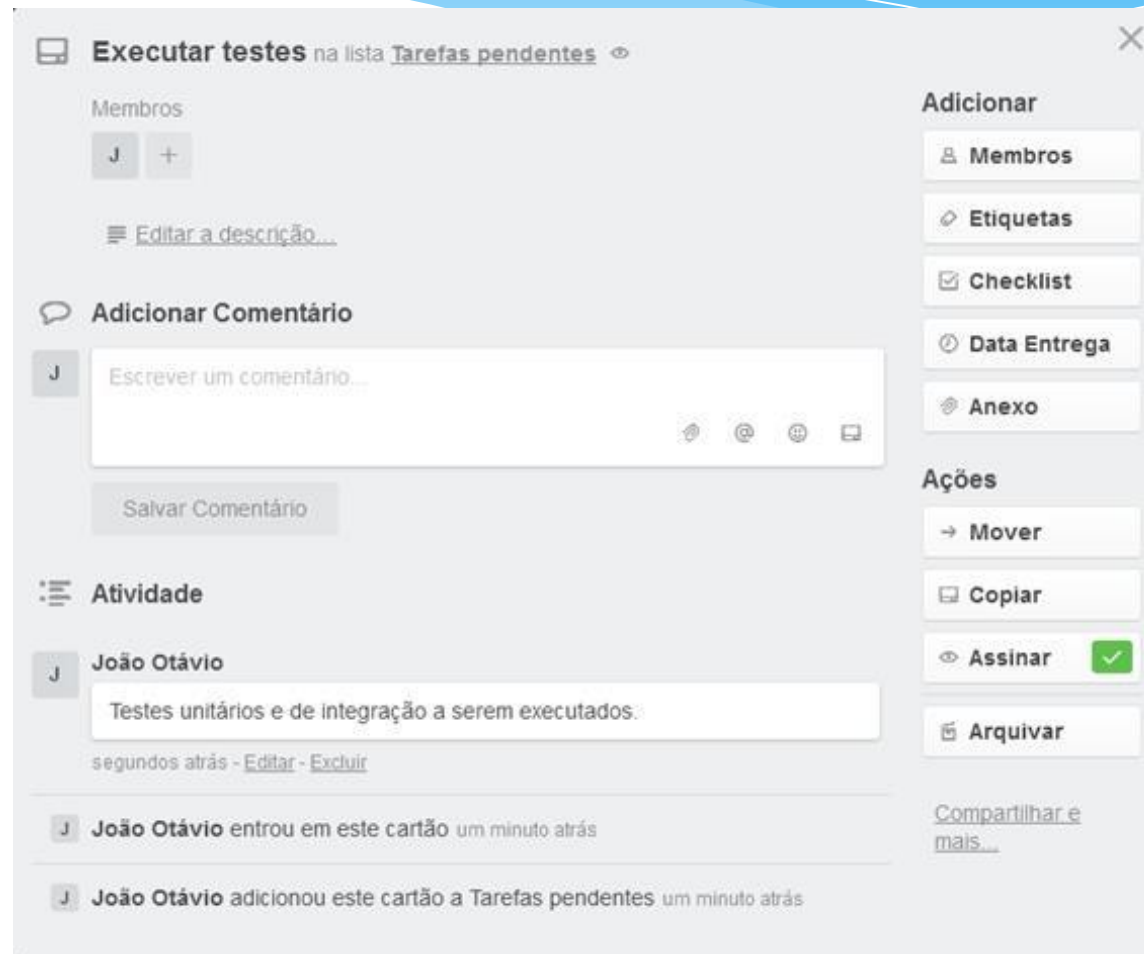 Executar testes na lista Tarefas pendentes
Membros
J +
Editar a descrição...
Adicionar Comentário
J
Escrever um comentário...
Salvar Comentário
Atividade
J João Otávio
Testes unitários e de integração a serem executados.
segundos atrás - Editar - Excluir
J João Otávio entrou em este cartão um minuto atrás
J João Otávio adicionou este cartão a Tarefas pendentes um minuto atrás
Adicionar
Membros
Etiquetas
Checklist
Data Entrega
Anexo
Ações
Mover
Copiar
Assinar
Arquivar
Compartilhar e
mais...